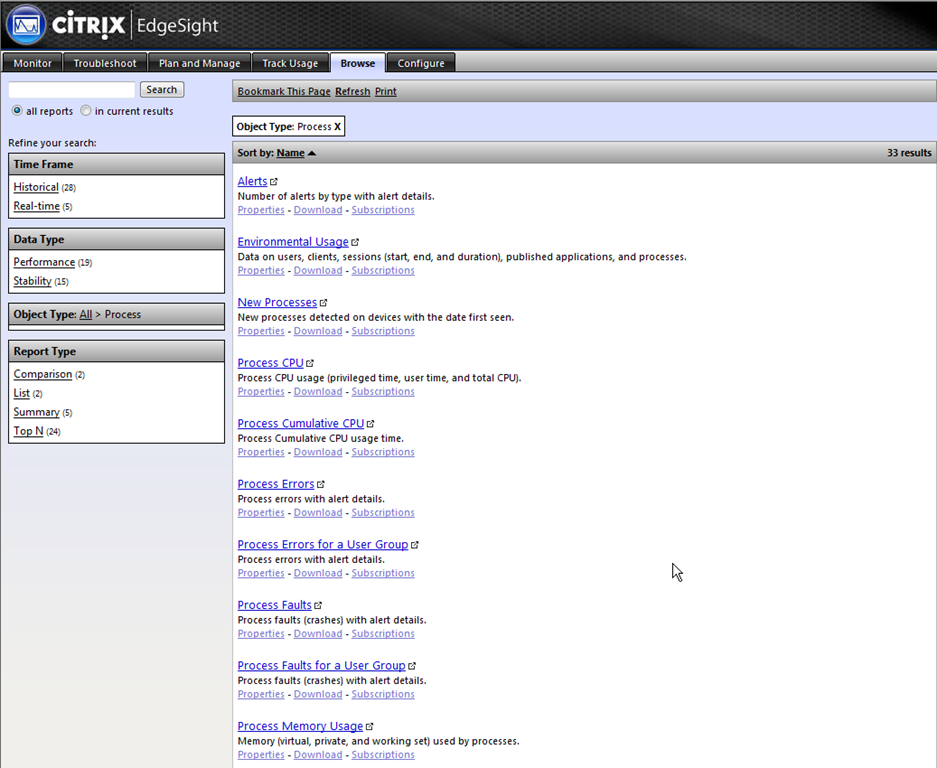 CİTRIX EdgeSight
Monitor Troubleshoot Plan and Manage Track Usage Browse Configure
Search
all reports in current results
Refine your search:
Time Frame
Historical (28)
Real-time (5)
Data Type
Performance (19)
Stability (15)
Object Type: All > Process
Report Type
Comparison (2)
List (2)
Summary (5)
Top N (24)
Bookmark This Page Refresh Print
Object Type: Process X
Sort by: Name 33 results
Alerts
Number of alerts by type with alert details.
Properties - Download - Subscriptions
Environmental Usage
Data on users, clients, sessions (start, end, and duration), published applications, and processes.
Properties - Download - Subscriptions
New Processes
New processes detected on devices with the date first seen.
Properties - Download - Subscriptions
Process CPU
Process CPU usage (privileged time, user time, and total CPU).
Properties - Download - Subscriptions
Process Cumulative CPU
Process Cumulative CPU usage time.
Properties - Download - Subscriptions
Process Errors
Process errors with alert details.
Properties - Download - Subscriptions
Process Errors for a User Group
Process errors with alert details.
Properties - Download - Subscriptions
Process Faults
Process faults (crashes) with alert details.
Properties - Download - Subscriptions
Process Faults for a User Group
Process faults (crashes) with alert details.
Properties - Download - Subscriptions
Process Memory Usage
Memory (virtual, private, and working set) used by processes.
Properties - Download - Subscriptions